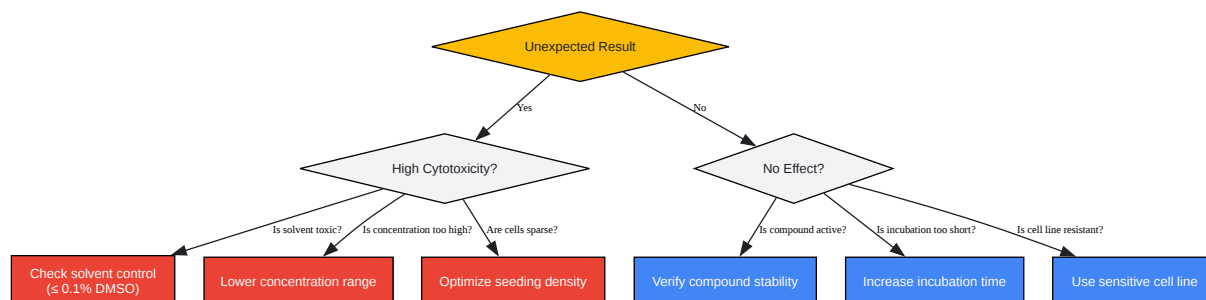 Unexpected Result
Yes
No
High Cytotoxicity?
No Effect?
Is solvent toxic?
Is concentration too high?
Are cells sparse?
Is compound active?
Is incubation too short?
Is cell line resistant?
Check solvent control
(≤ 0.1% DMSO)
Lower concentration range
Optimize seeding density
Verify compound stability
Increase incubation time
Use sensitive cell line